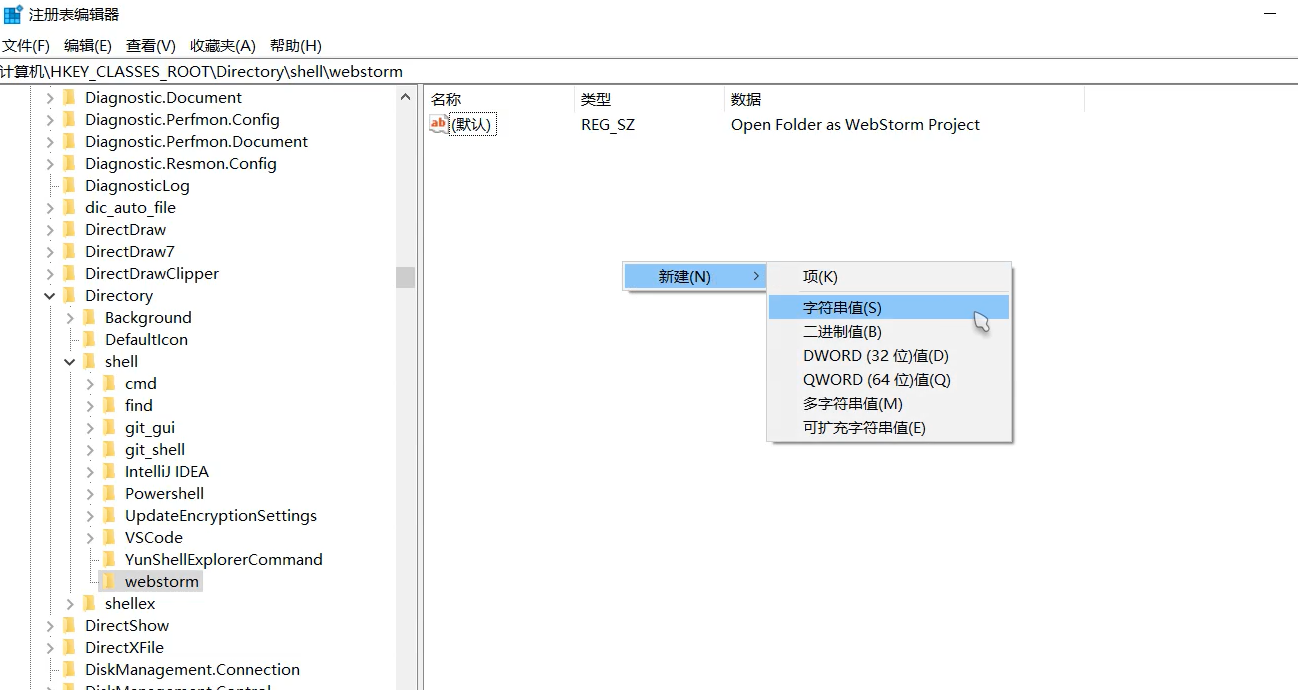 注册表编辑器
文件(F) 编辑(E) 查看(V) 收藏夹(A) 帮助(H)
计算机\HKEY_CLASSES_ROOT\Directory\shell\webstorm
Diagnostic.Document
Diagnostic.Perfmon.Config
Diagnostic.Perfmon.Document
Diagnostic.Resmon.Config
DiagnosticLog
dic_auto_file
DirectDraw
DirectDraw7
DirectDrawClipper
Directory
Background
DefaultIcon
shell
cmd
find
git_gui
git_shell
IntelliJ IDEA
Powershell
UpdateEncryptionSettings
VSCode
YunShellExplorerCommand
webstorm
shellex
DirectShow
DirectXFile
DiskManagement.Connection
DiskManagement.Control
名称 类型 数据
ab (默认) REG_SZ Open Folder as WebStorm Project
新建(N)
项(K)
字符串值(S)
二进制值(B)
DWORD (32 位)值(D)
QWORD (64 位)值(Q)
多字符串值(M)
可扩充字符串值(E)